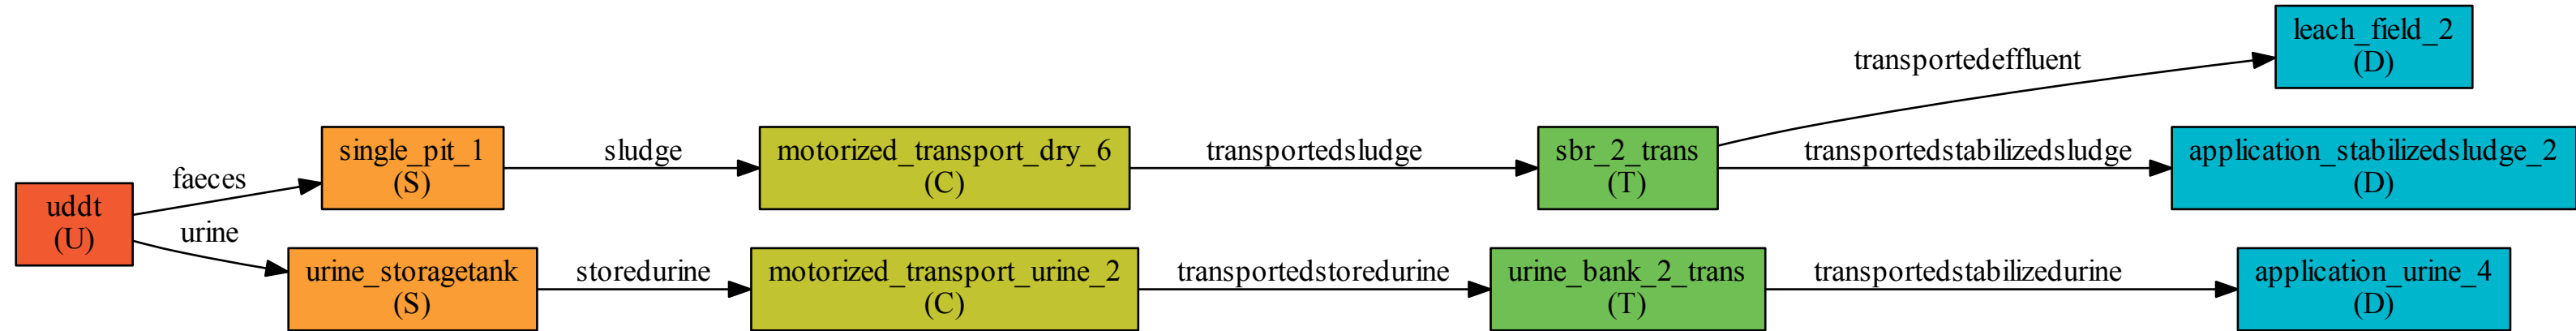 leach_field_2
(D)
transportedeffluent
single_pit_1
(S)
sludge
motorized_transport_dry_6
(C)
transportedsludge
sbr_2_trans
(T)
transportedstabilizedsludge
application_stabilizedsludge_2
(D)
faeces
uddt
(U)
urine
urine_storagetank
(S)
storedurine
motorized_transport_urine_2
(C)
transportedstoredurine
urine_bank_2_trans
(T)
transportedstabilizedurine
application_urine_4
(D)